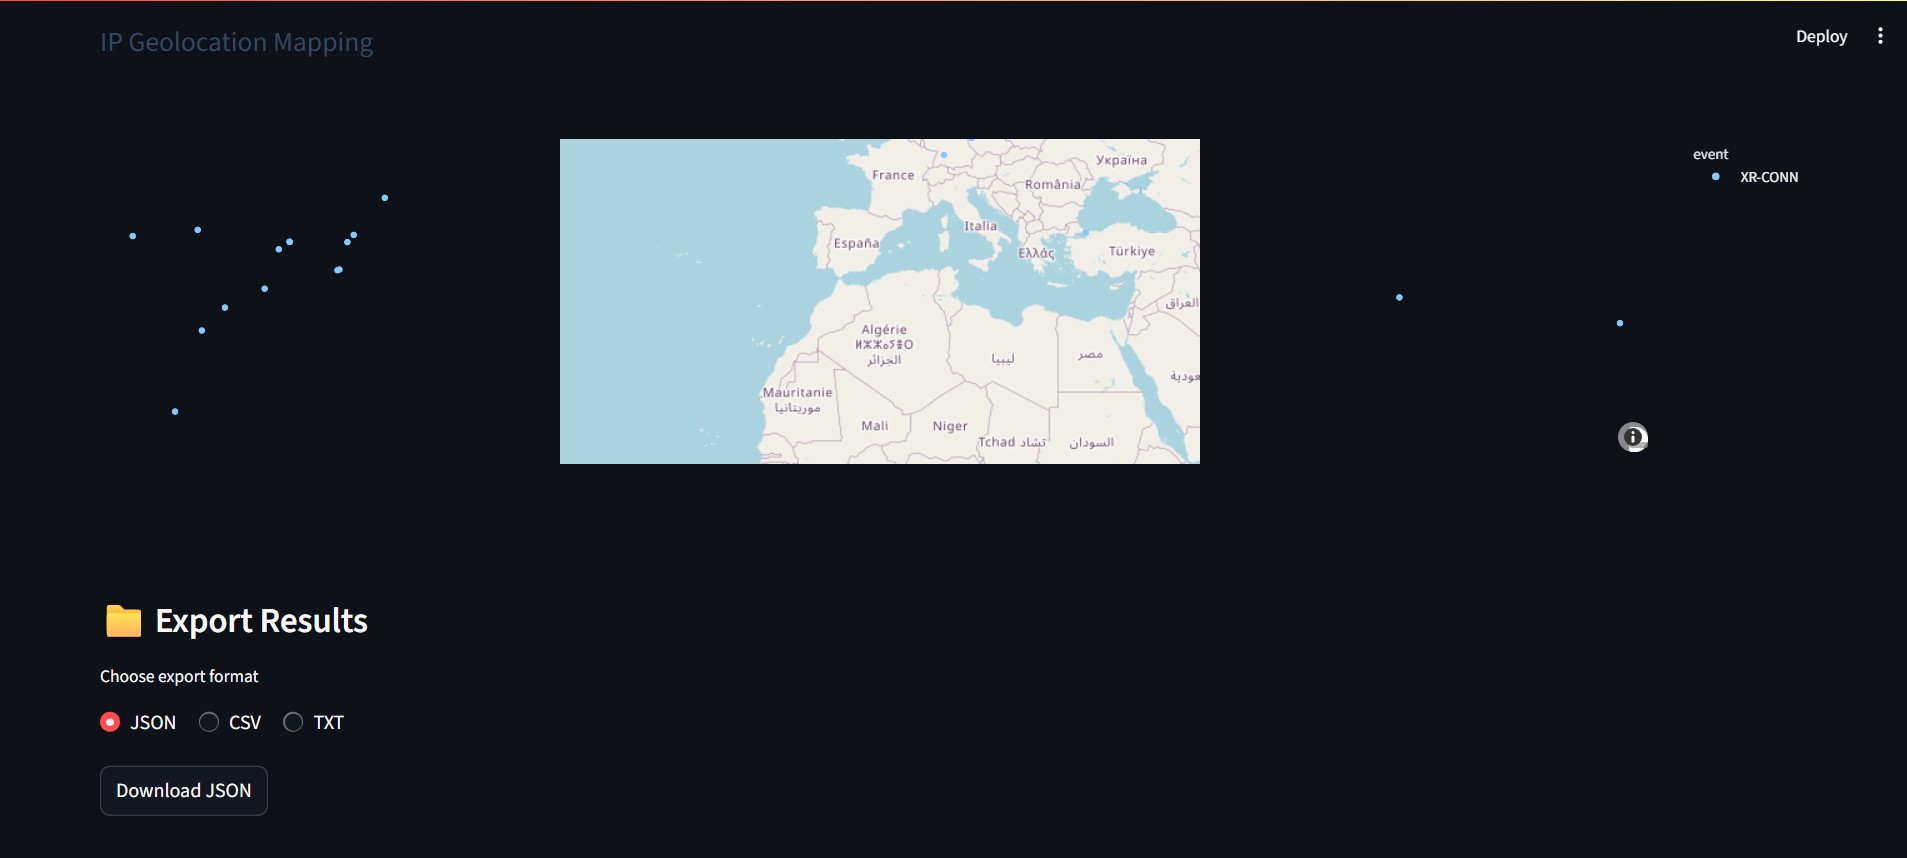 IP Geolocation Mapping
Deploy
event
XR-CONN
Україна
France
România
Italia
España
Ελλάς
Türkiye
العراق
Algérie
ⵍⵣⵣⴰⵢⴻⵔ
الجزائر
ليبيا
مصر
Mauritanie
موريتانيا
Mali
Niger
Tchad تشاد
السودان
Export Results
Choose export format
JSON CSV TXT
Download JSON